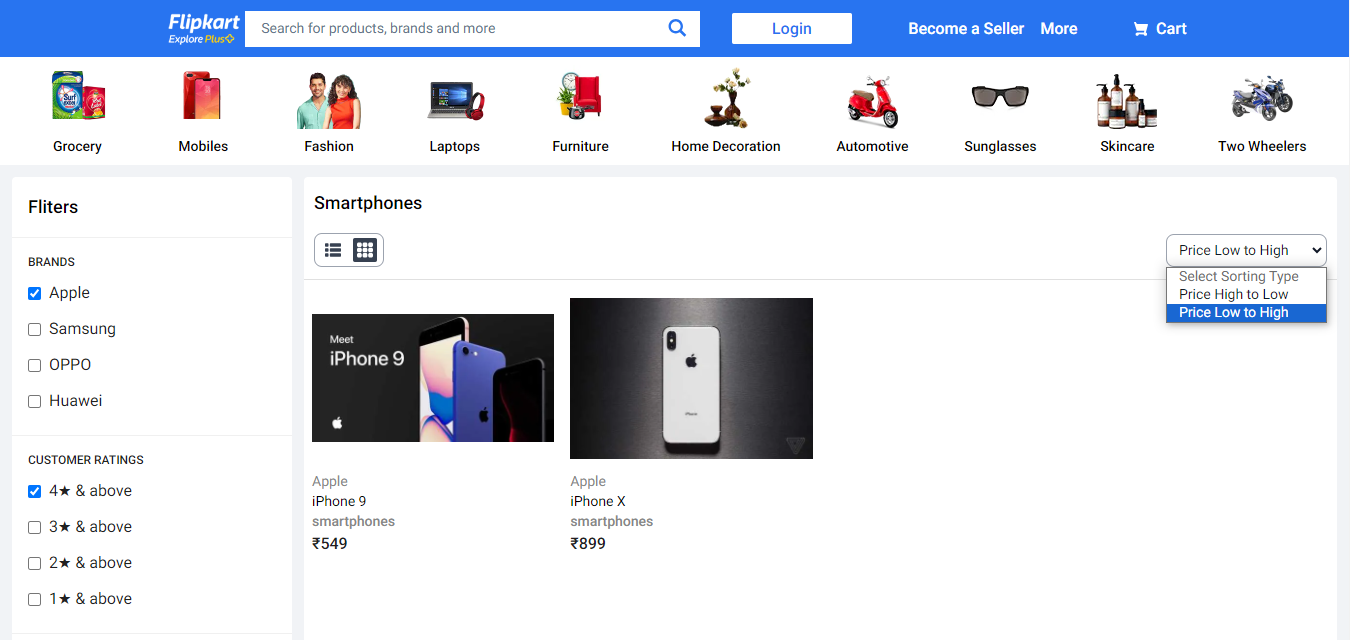 Flipkart
Explore Plus
Search for products, brands and more
Login
Become a Seller
More
Cart
Surf excel
Grocery
Mobiles
Fashion
Laptops
Furniture
Home Decoration
Automotive
Sunglasses
Skincare
Two Wheelers
Fliters
BRANDS
Apple
Samsung
OPPO
Huawei
CUSTOMER RATINGS
4★ & above
3★ & above
2★ & above
1★ & above
Smartphones
Price Low to High
Select Sorting Type
Price High to Low
Price Low to High
Meet
iPhone 9
Apple
iPhone 9
smartphones
₹549
iPhone
Apple
iPhone X
smartphones
₹899